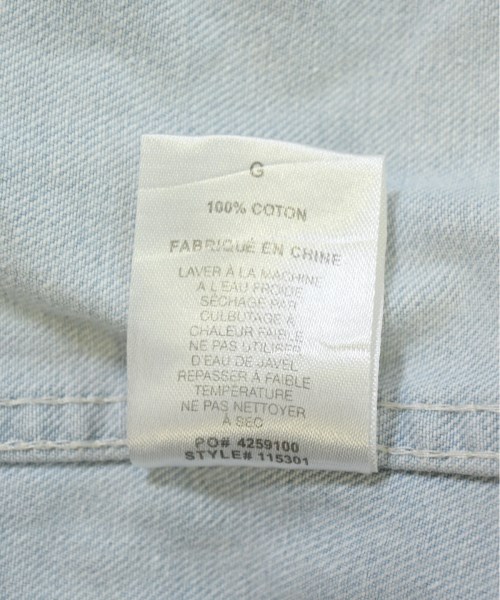 G
100% COTON
FABRIQUÉ EN CHINE
LAVER À LA MACHINE
A L'EAU FROIDE
SÉCHAGE PAR
CULBUTAGE À
CHALEUR FAIBLE
NE PAS UTILISER
D'EAU DE JAVEL
REPASSER À FAIBLE
TEMPÉRATURE
NE PAS NETTOYER
À SEC
PO# 4259100
STYLE# 115301